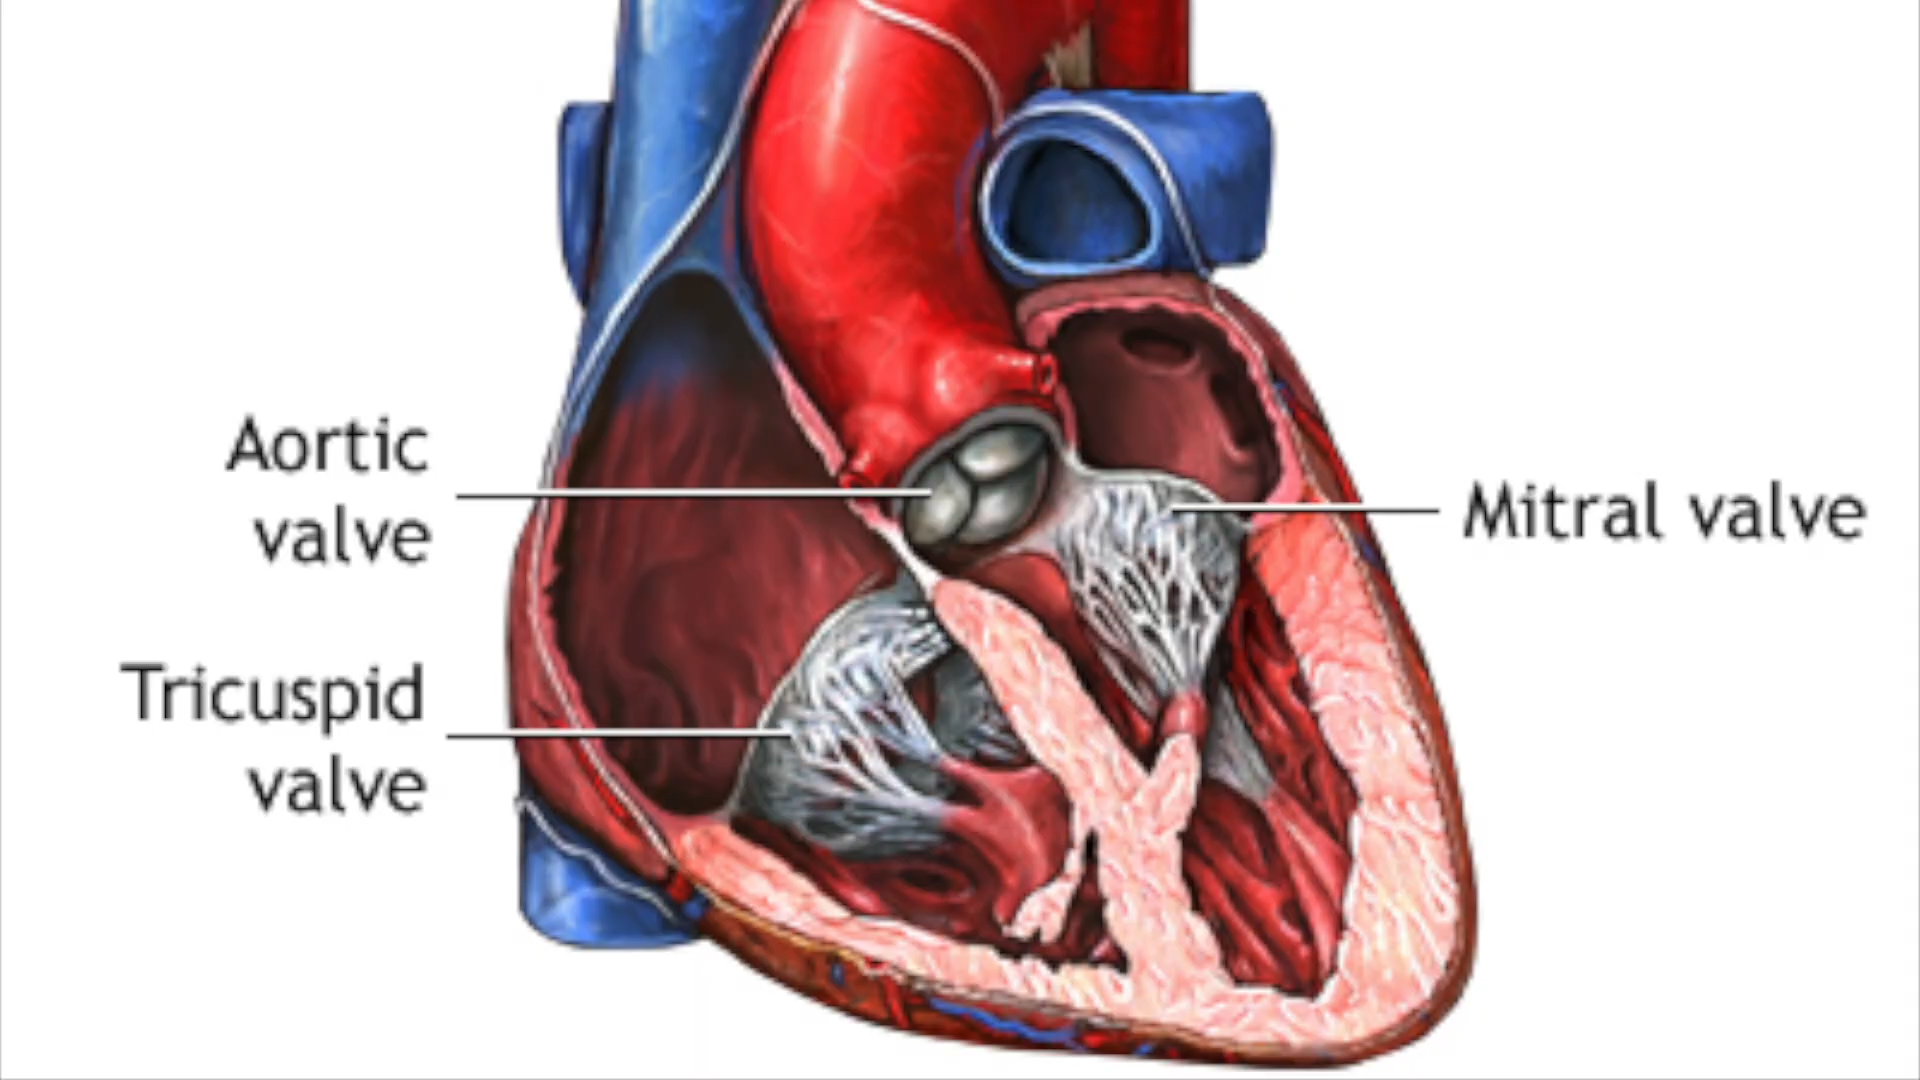 Aortic
valve
Mitral valve
Tricuspid
valve